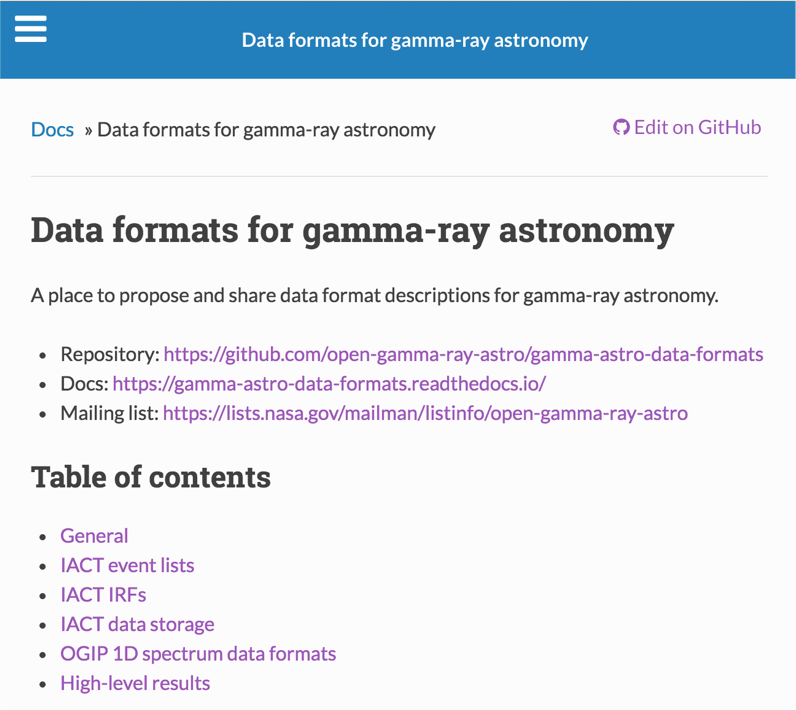 Data formats for gamma-ray astronomy
Docs » Data formats for gamma-ray astronomy
Edit on GitHub
Data formats for gamma-ray astronomy
A place to propose and share data format descriptions for gamma-ray astronomy.
• Repository: https://github.com/open-gamma-ray-astro/gamma-astro-data-formats
• Docs: https://gamma-astro-data-formats.readthedocs.io/
• Mailing list: https://lists.nasa.gov/mailman/listinfo/open-gamma-ray-astro
Table of contents
• General
• IACT event lists
• IACT IRFs
• IACT data storage
• OGIP 1D spectrum data formats
• High-level results